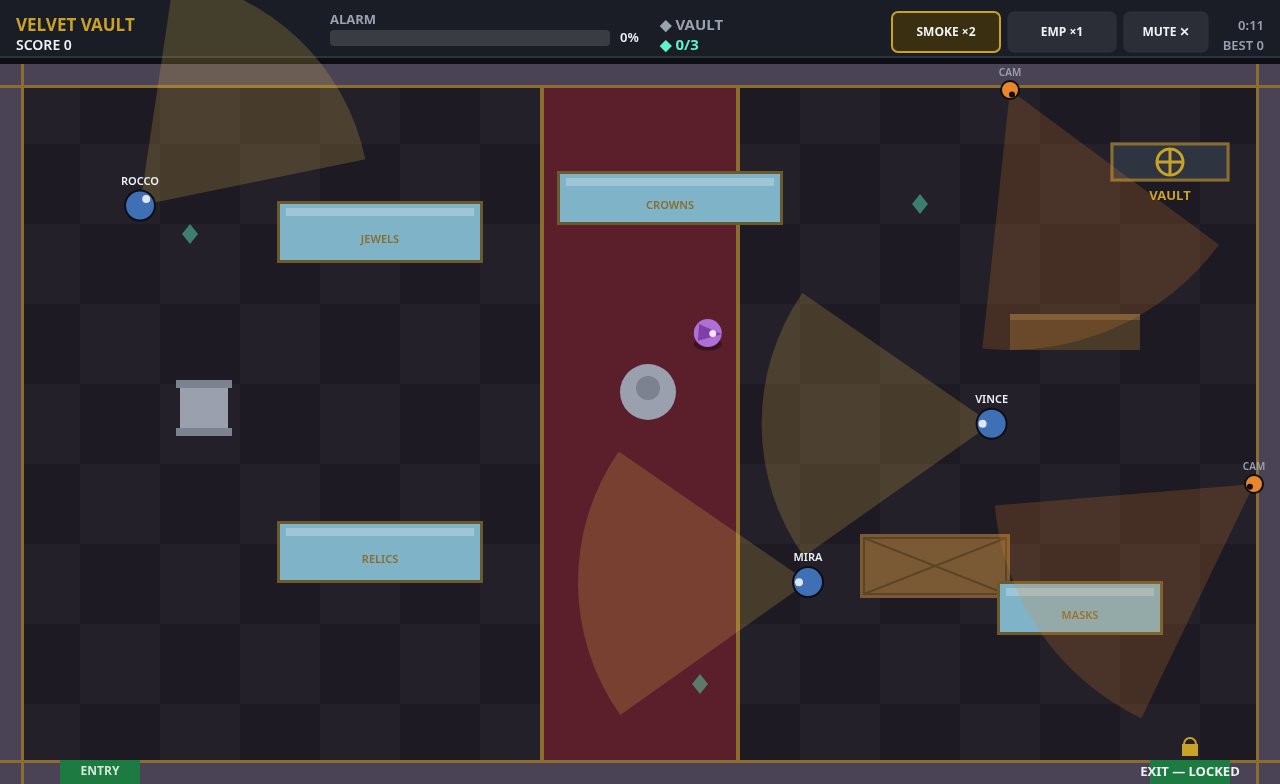 VELVET VAULT
SCORE 0
ALARM
0%
◆ VAULT
◆ 0/3
SMOKE ×2
EMP ×1
MUTE ✕
0:11
BEST 0
CAM
ROCCO
JEWELS
CROWNS
VAULT
VINCE
CAM
RELICS
MIRA
MASKS
ENTRY
EXIT — LOCKED